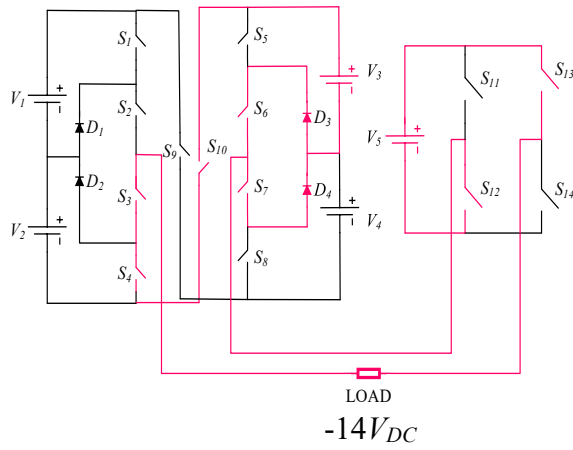 S1 S5
V1 + - S2 S6 V3 + - S11 S13
D1 D3 V5 + -
S9 S10
D2 S3 S7 D4 V4 + - S12 S14
V2 + - S4 S8
LOAD
-14VDC